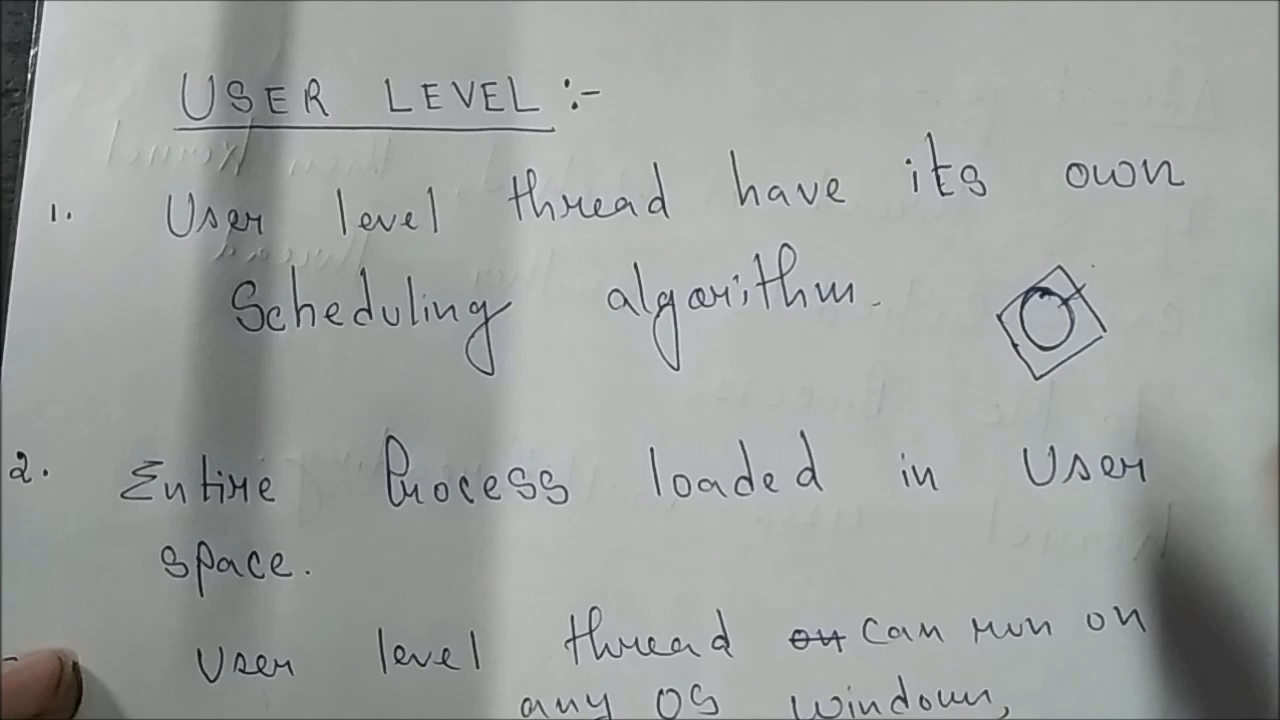 USER LEVEL :-
1. User level thread have its own
Scheduling algorithm.
2. Entire Process loaded in User
space.
User level thread on can run on
any OS window,